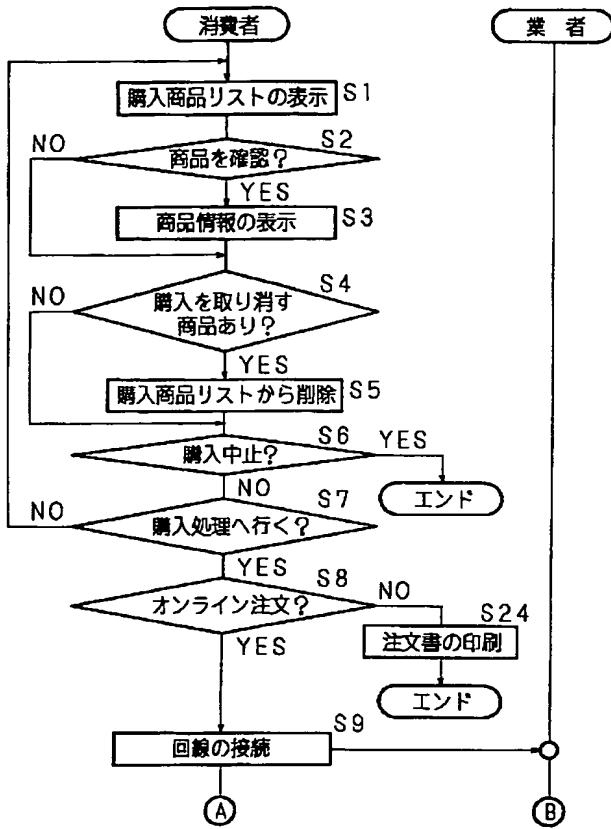 消費者
業 者
購入商品リストの表示 S1
NO 商品を確認? S2
YES
商品情報の表示 S3
NO 購入を取り消す S4
商品あり?
YES
購入商品リストから削除 S5
購入中止? S6 YES
NO
エンド
NO 購入処理へ行く? S7
YES
オンライン注文? S8 NO
YES
注文書の印刷 S24
エンド
回線の接続 S9
A
B